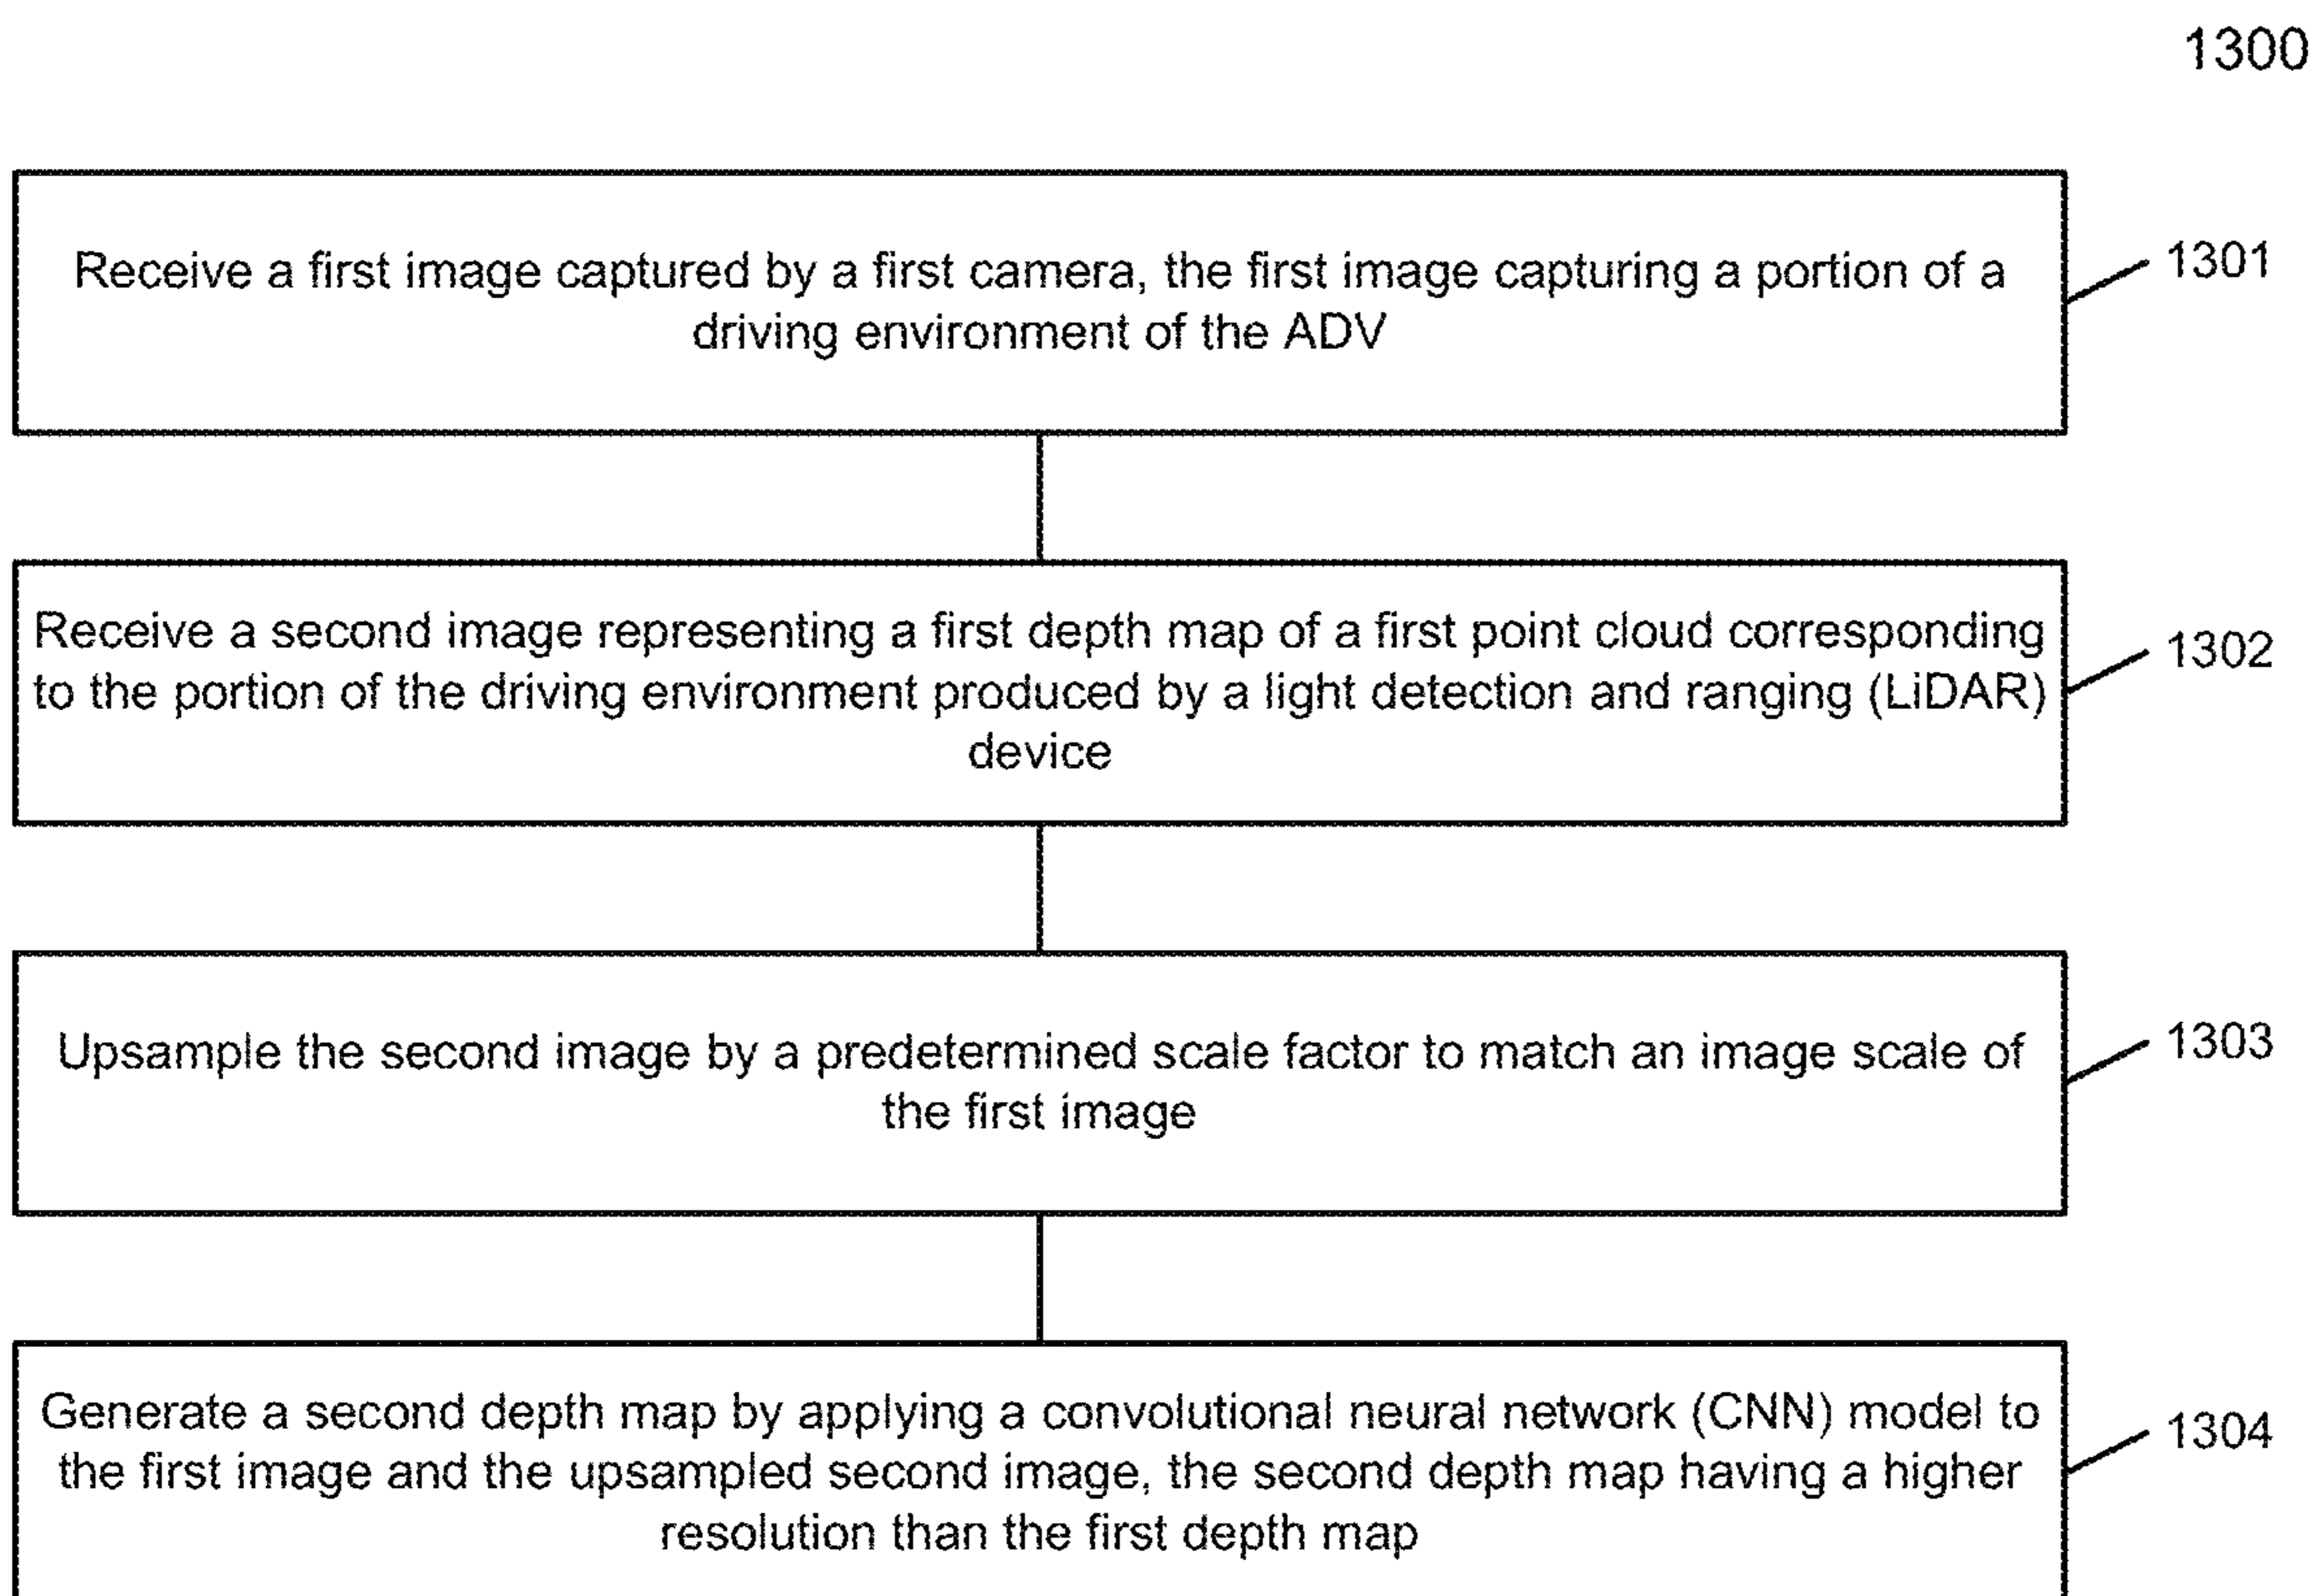 1300
Receive a first image captured by a first camera, the first image capturing a portion of a
driving environment of the ADV
1301
Receive a second image representing a first depth map of a first point cloud corresponding
to the portion of the driving environment produced by a light detection and ranging (LiDAR)
device
1302
Upsample the second image by a predetermined scale factor to match an image scale of
the first image
1303
Generate a second depth map by applying a convolutional neural network (CNN) model to
the first image and the upsampled second image, the second depth map having a higher
resolution than the first depth map
1304